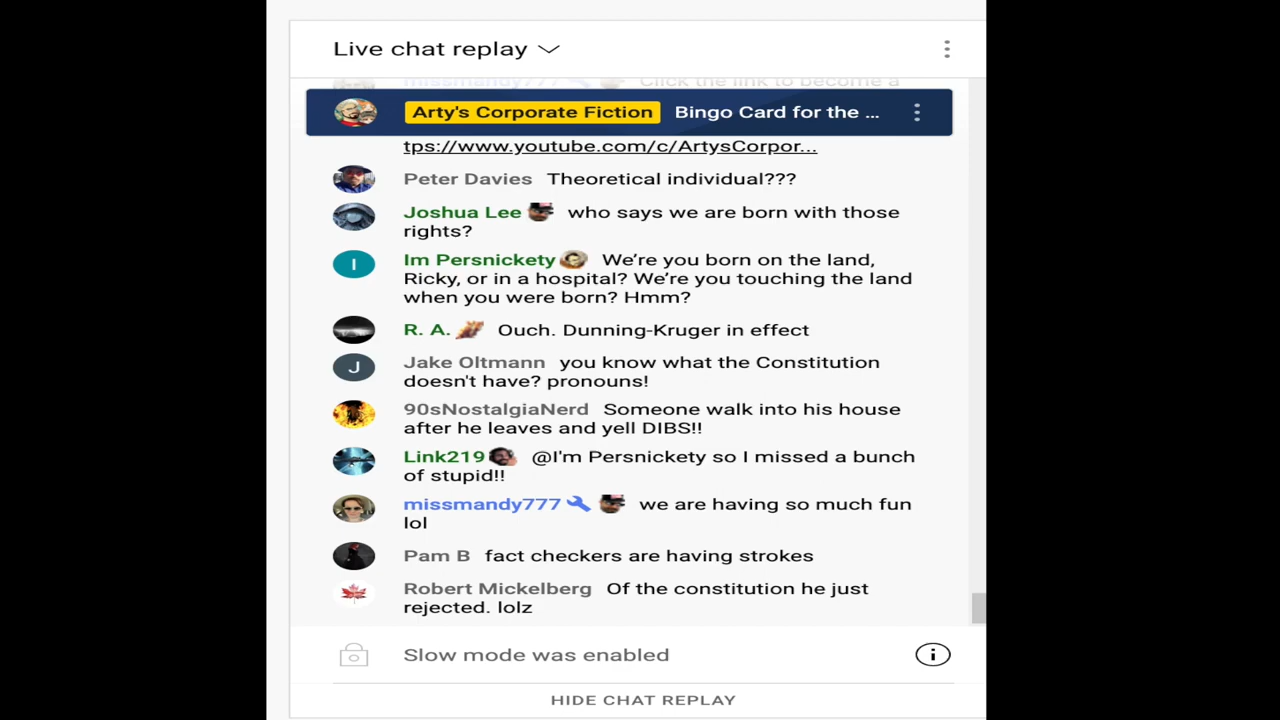 Live chat replay
missmandy777 Click the link to become a
Arty's Corporate Fiction Bingo Card for the ...
tps://www.youtube.com/c/ArtysCorpor...
Peter Davies Theoretical individual???
Joshua Lee who says we are born with those
rights?
I
Im Persnickety We’re you born on the land,
Ricky, or in a hospital? We’re you touching the land
when you were born? Hmm?
R. A. Ouch. Dunning-Kruger in effect
J
Jake Oltmann you know what the Constitution
doesn't have? pronouns!
90sNostalgiaNerd Someone walk into his house
after he leaves and yell DIBS!!
Link219 @I'm Persnickety so I missed a bunch
of stupid!!
missmandy777 we are having so much fun
lol
Pam B fact checkers are having strokes
Robert Mickelberg Of the constitution he just
rejected. lolz
Slow mode was enabled
HIDE CHAT REPLAY